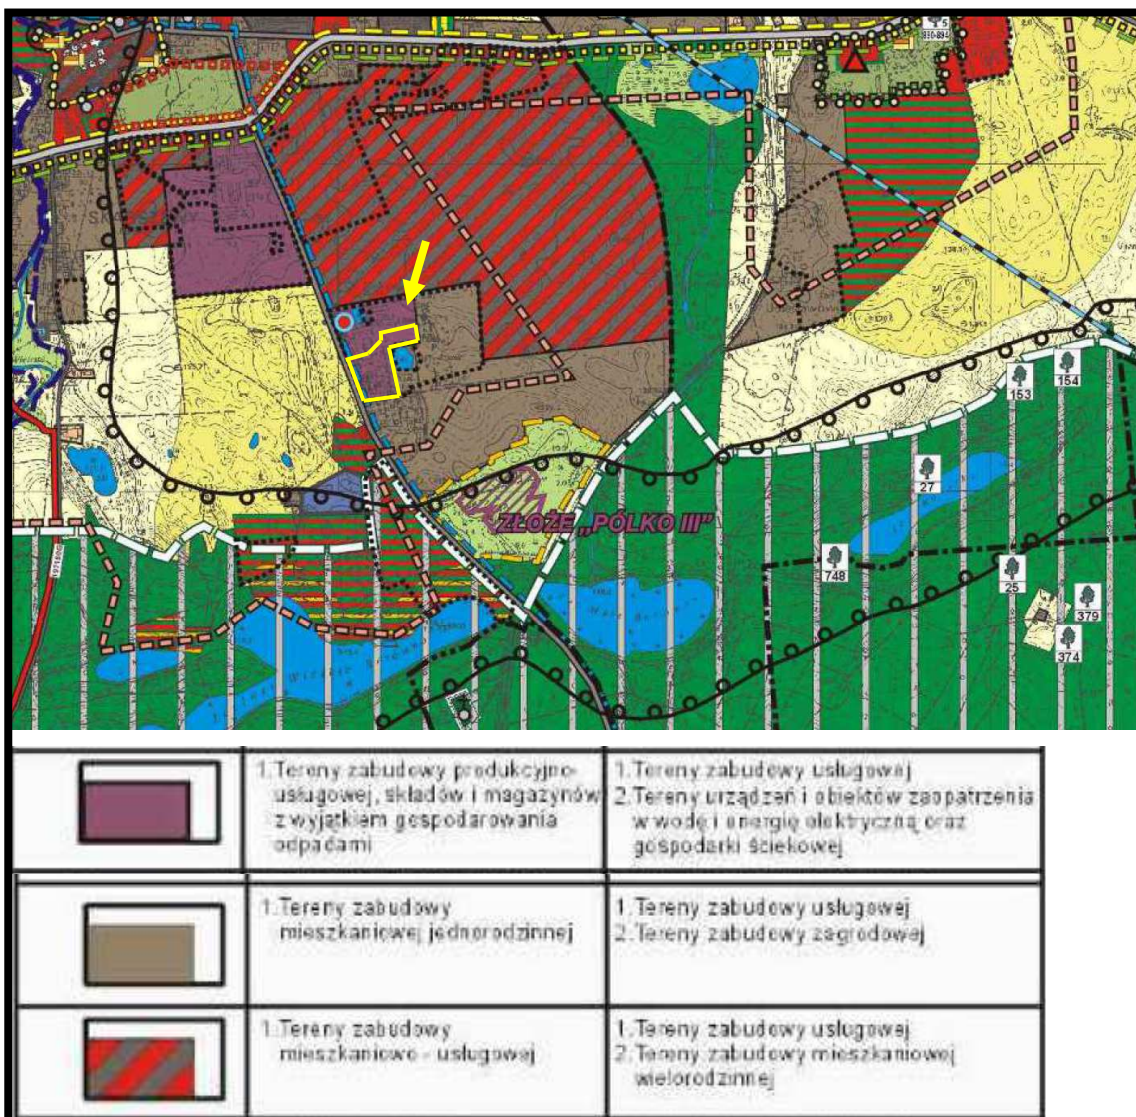 5
890-894
154
153
27
ZŁOŻE „PÓLKO III”
748
25
379
374
1. Tereny zabudowy produkcyjno-
usługowej, składów i magazynów
z wyjątkiem gospodarowania
odpadami
1. Tereny zabudowy usługowej
2. Tereny urządzeń i obiektów zaopatrzenia
w wodę i energię elektryczną oraz
gospodarki ściekowej
1. Tereny zabudowy
mieszkaniowej jednorodzinnej
1. Tereny zabudowy usługowej
2. Tereny zabudowy zagrodowej
1. Tereny zabudowy
mieszkaniowo - usługowej
1. Tereny zabudowy usługowej
2. Tereny zabudowy mieszkaniowej
wielorodzinnej